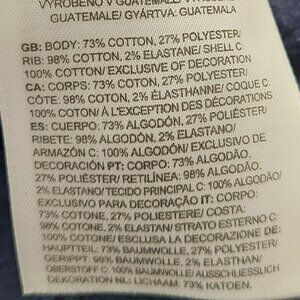 VYROBENO V GUATEMALE/
GUATEMALE/ GYÁRTVA: GUATEMALA
GB: BODY: 73% COTTON, 27% POLYESTER/
RIB: 98% COTTON, 2% ELASTANE/ SHELL C
100% COTTON/ EXCLUSIVE OF DECORATION
CA: CORPS: 73% COTON, 27% POLYESTER/
CÔTE: 98% COTON, 2% ÉLASTHANNE/ COQUE C.
100% COTON/ À L'EXCEPTION DES DÉCORATIONS
ES: CUERPO: 73% ALGODÓN, 27% POLIÉSTER/
RIBETE: 98% ALGODÓN, 2% ELASTANO/
ARMAZÓN C: 100% ALGODÓN/ EXCLUSIVO DE
DECORACIÓN PT: CORPO: 73% ALGODÃO,
27% POLIÉSTER/ RETILÍNEA: 98% ALGODÃO,
2% ELASTANO/ TECIDO PRINCIPAL C: 100% ALGODÃO/
EXCLUSIVO PARA DECORAÇÃO IT: CORPO:
73% COTONE, 27% POLIESTERE/ COSTA:
98% COTONE, 2% ELASTAN/ STRATO ESTERNO C:
100% COTONE/ ESCLUSA LA DECORAZIONE DE:
HAUPTTEIL: 73% BAUMWOLLE, 27% POLYESTER/
GERIPPT: 98% BAUMWOLLE, 2% ELASTHAN/
OBERSTOFF C: 100% BAUMWOLLE/ AUSSCHLIESSLICH
DEKORATION NL: LICHAAM: 73% KATOEN,